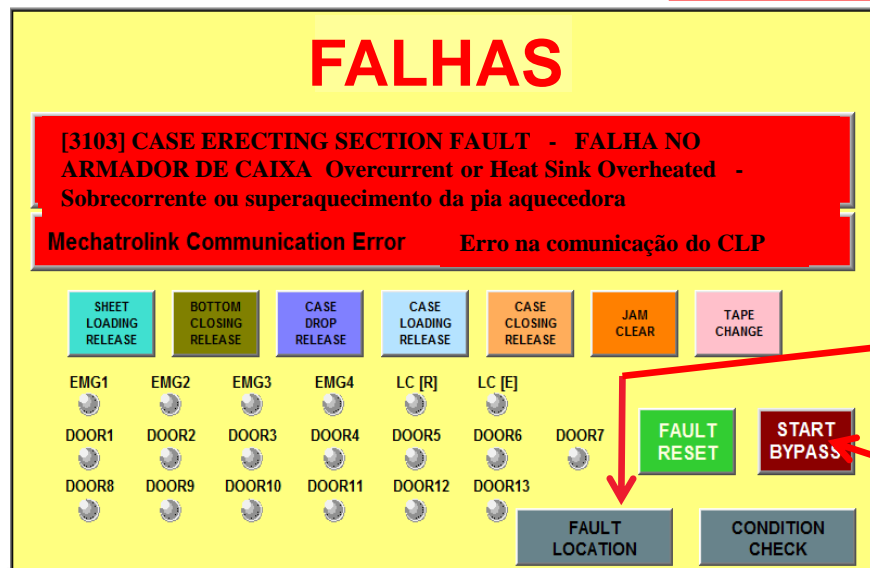 FALHAS
[3103] CASE ERECTING SECTION FAULT - FALHA NO
ARMADOR DE CAIXA Overcurrent or Heat Sink Overheated -
Sobrecorrente ou superaquecimento da pia aquecedora
Mechatrolink Communication Error Erro na comunicação do CLP
SHEET
LOADING
RELEASE
BOTTOM
CLOSING
RELEASE
CASE
DROP
RELEASE
CASE
LOADING
RELEASE
CASE
CLOSING
RELEASE
JAM
CLEAR
TAPE
CHANGE
EMG1 EMG2 EMG3 EMG4 LC [R] LC [E]
DOOR1 DOOR2 DOOR3 DOOR4 DOOR5 DOOR6 DOOR7
DOOR8 DOOR9 DOOR10 DOOR11 DOOR12 DOOR13
FAULT
RESET
START
BYPASS
FAULT
LOCATION
CONDITION
CHECK